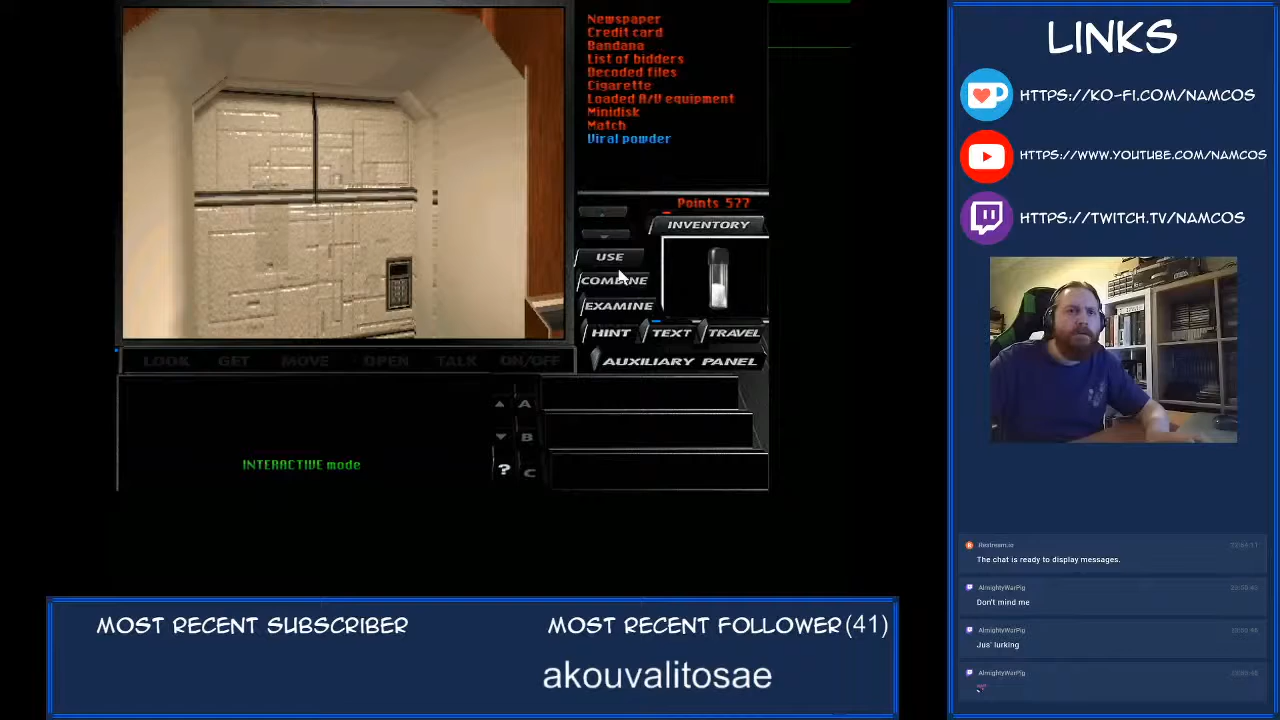 Newspaper
Credit card
Bandana
List of bidders
Decoded files
Cigarette
Loaded A/V equipment
Minidisk
Match
Viral powder
Points 577
INVENTORY
USE
COMBINE
EXAMINE
HINT TEXT TRAVEL
AUXILIARY PANEL
LOOK GET MOVE OPEN TALK ON/OFF
A
B
? C
INTERACTIVE mode
LINKS
HTTPS://KO-FI.COM/NAMCOS
HTTPS://WWW.YOUTUBE.COM/NAMCOS
HTTPS://TWITCH.TV/NAMCOS
Restream.io
The chat is ready to display messages.
AlmightyWarPig
Don't mind me
AlmightyWarPig
Jus' lurking
AlmightyWarPig
MOST RECENT SUBSCRIBER
MOST RECENT FOLLOWER (41)
akouvalitosae